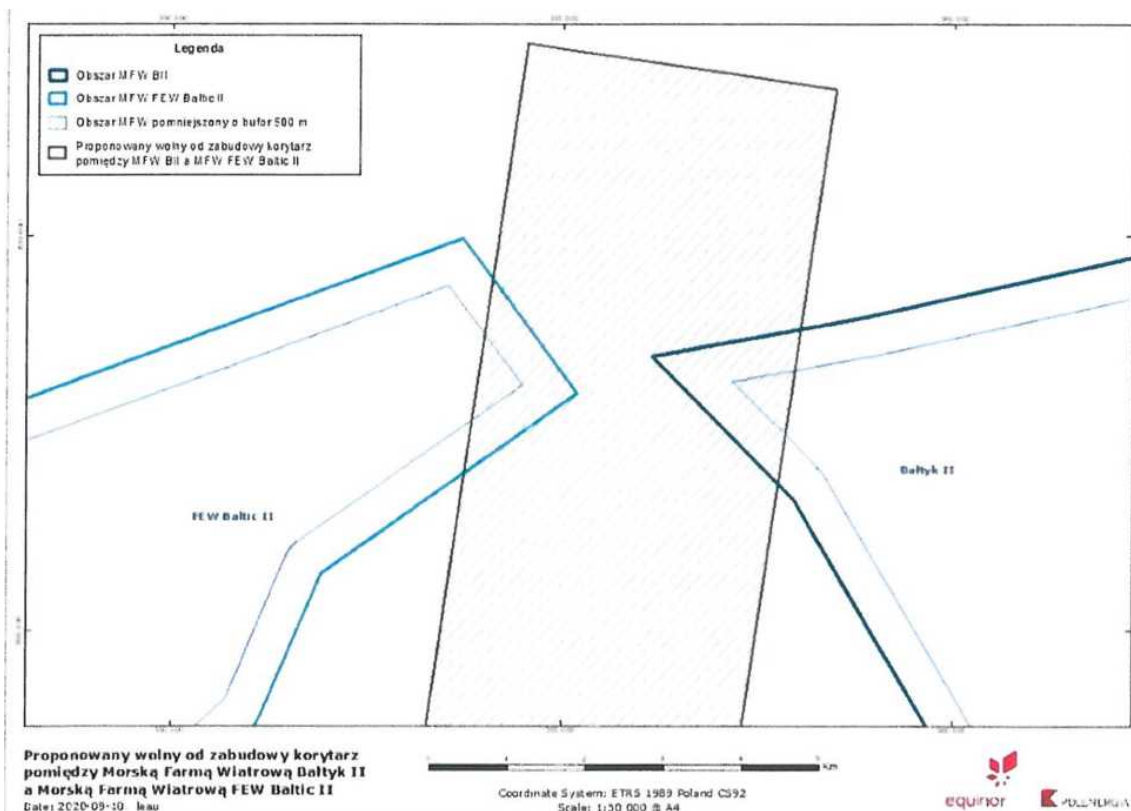 Legenda
Obszar MFW BII
Obszar MFW FEW Baltic II
Obszar MFW pomniejszony o bufor 500 m
Proponowany wolny od zabudowy korytarz
pomiędzy MFW BII a MFW FEW Baltic II
Bałtyk II
FEW Baltic II
Proponowany wolny od zabudowy korytarz
pomiędzy Morską Farmą Wiatrową Bałtyk II
a Morską Farmą Wiatrową FEW Baltic II
Date: 2020-09-10
Km
Coordinate System: ETRS 1989 Poland CS92
Scale: 1:50 000 @ A4
equinor
POLENERGIA